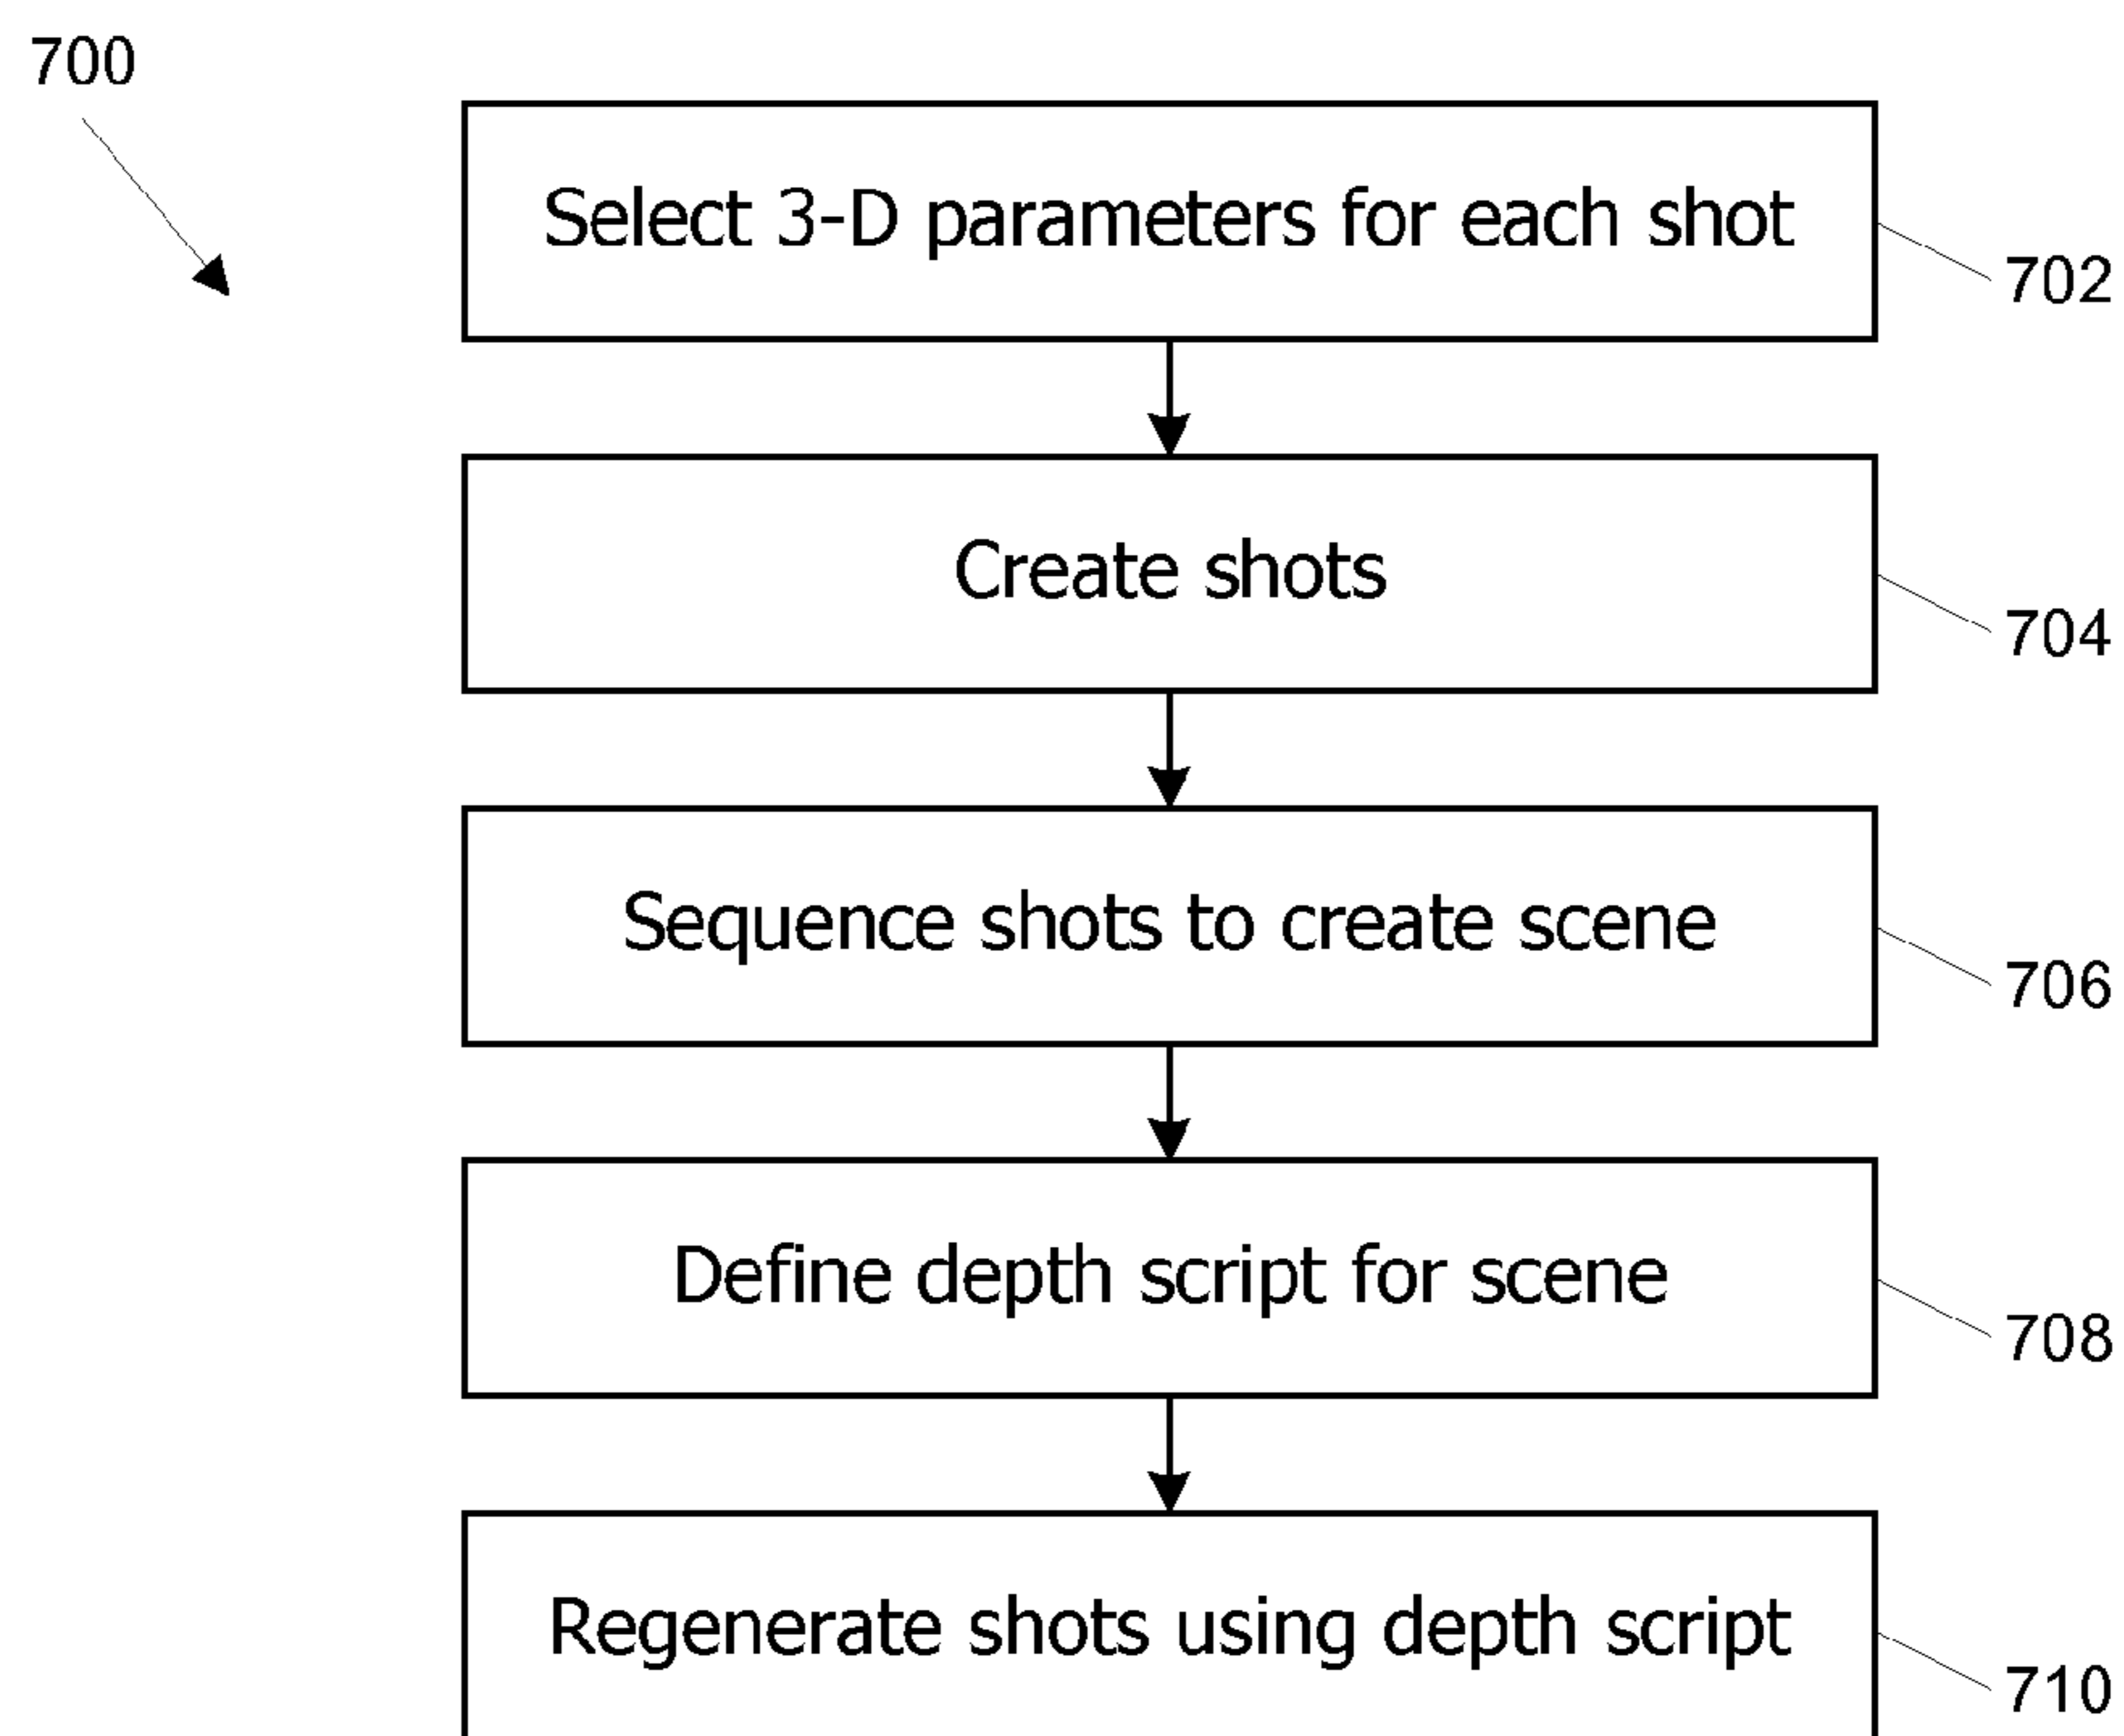 700
Select 3-D parameters for each shot
702
Create shots
704
Sequence shots to create scene
706
Define depth script for scene
708
Regenerate shots using depth script
710